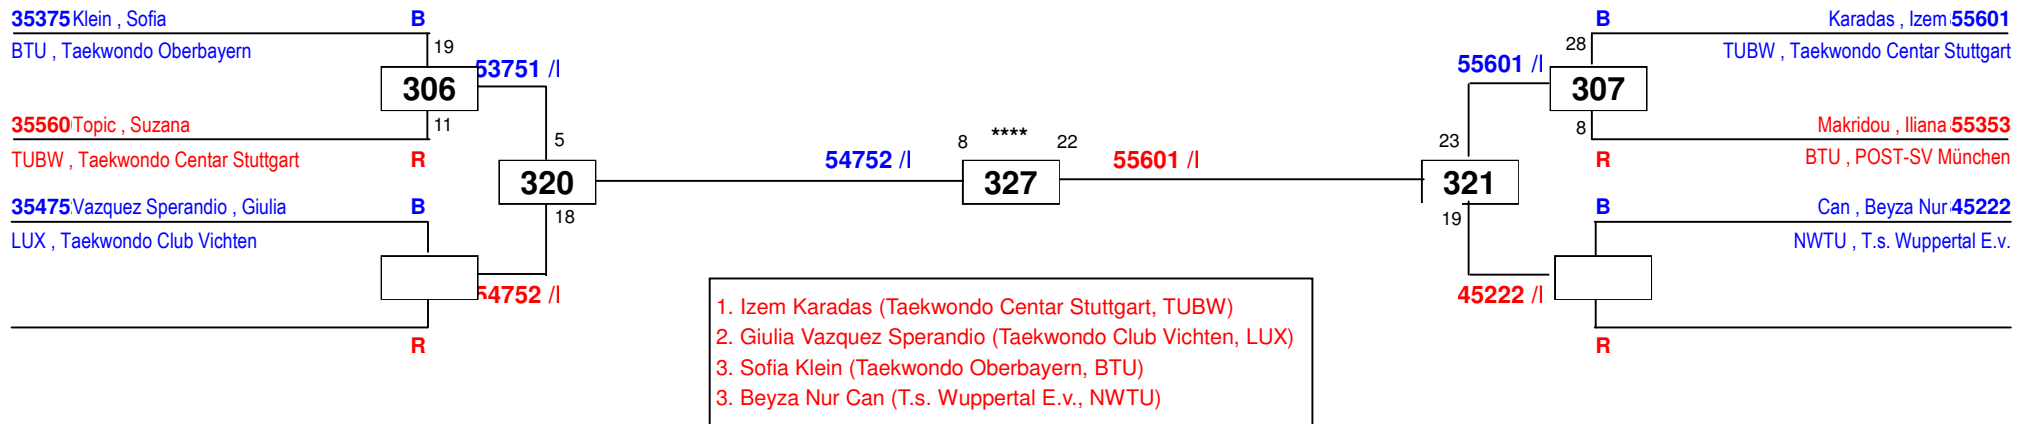 35375 Klein , Sofia B
BTU , Taekwondo Oberbayern
19
53751 /I
306
11
35560 Topic , Suzana
TUBW , Taekwondo Centar Stuttgart R
5
320
18
35475 Vazquez Sperandio , Giulia B
LUX , Taekwondo Club Vichten
54752 /I
R
54752 /I
8 **** 22
327
55601 /I
B Karadas , Izem 55601
TUBW , Taekwondo Centar Stuttgart
28
55601 /I
307
8
Makridou , Iliana 55353
R BTU , POST-SV München
23
321
19
B Can , Beyza Nur 45222
NWTU , T.s. Wuppertal E.v.
45222 /I
R
1. Izem Karadas (Taekwondo Centar Stuttgart, TUBW)
2. Giulia Vazquez Sperandio (Taekwondo Club Vichten, LUX)
3. Sofia Klein (Taekwondo Oberbayern, BTU)
3. Beyza Nur Can (T.s. Wuppertal E.v., NWTU)